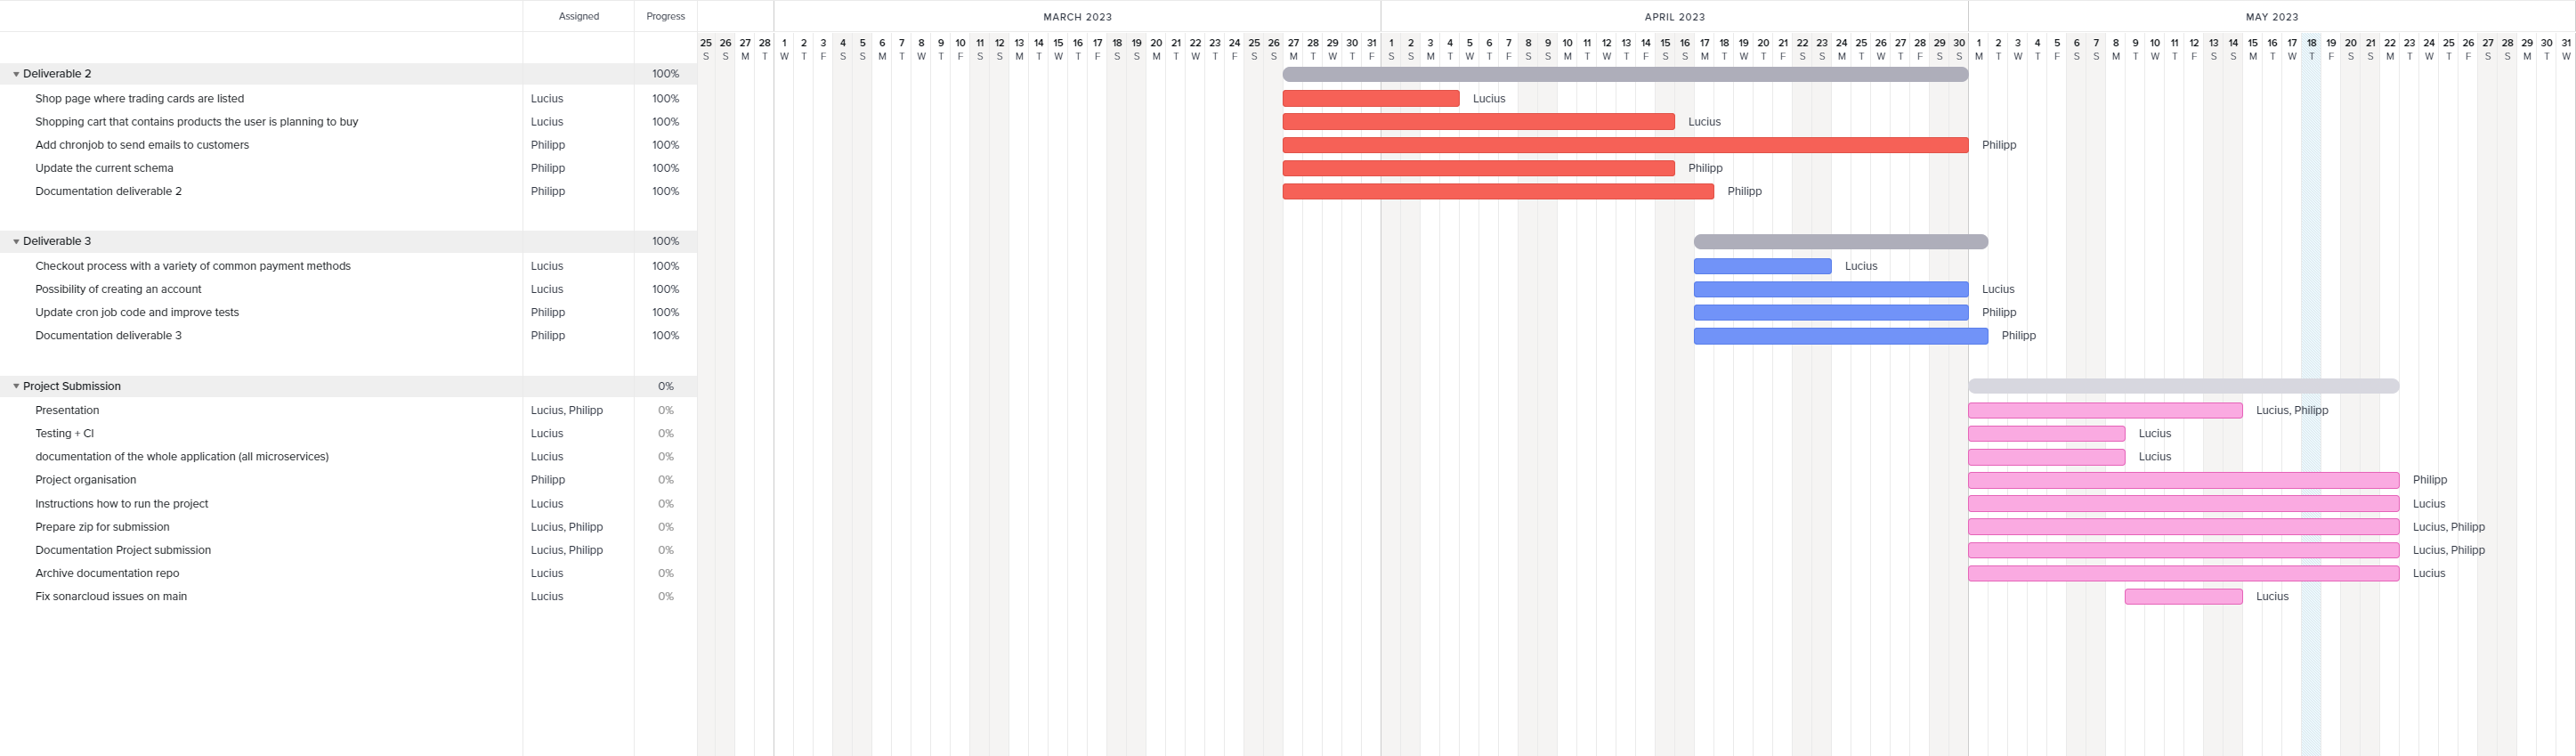 Assigned Progress MARCH 2023 APRIL 2023 MAY 2023
25 26 27 28 1 2 3 4 5 6 7 8 9 10 11 12 13 14 15 16 17 18 19 20 21 22 23 24 25 26 27 28 29 30 31 1 2 3 4 5 6 7 8 9 10 11 12 13 14 15 16 17 18 19 20 21 22 23 24 25 26 27 28 29 30 1 2 3 4 5 6 7 8 9 10 11 12 13 14 15 16 17 18 19 20 21 22 23 24 25 26 27 28 29 30 31
S S M T W T F S S M T W T F S S M T W T F S S M T W T F S S M T W T F S S M T W T F S S M T W T F S S M T W T F S S M T W T F S S M T W T F S S M T W T F S S M T W T F S S M T W T F S S M T W
Deliverable 2 100%
Shop page where trading cards are listed Lucius 100% Lucius
Shopping cart that contains products the user is planning to buy Lucius 100% Lucius
Add chronjob to send emails to customers Philipp 100% Philipp
Update the current schema Philipp 100% Philipp
Documentation deliverable 2 Philipp 100% Philipp
Deliverable 3 100%
Checkout process with a variety of common payment methods Lucius 100% Lucius
Possibility of creating an account Lucius 100% Lucius
Update cron job code and improve tests Philipp 100% Philipp
Documentation deliverable 3 Philipp 100% Philipp
Project Submission 0%
Presentation Lucius, Philipp 0% Lucius, Philipp
Testing + CI Lucius 0% Lucius
documentation of the whole application (all microservices) Lucius 0% Lucius
Project organisation Philipp 0% Philipp
Instructions how to run the project Lucius 0% Lucius
Prepare zip for submission Lucius, Philipp 0% Lucius, Philipp
Documentation Project submission Lucius, Philipp 0% Lucius, Philipp
Archive documentation repo Lucius 0% Lucius
Fix sonarcloud issues on main Lucius 0% Lucius